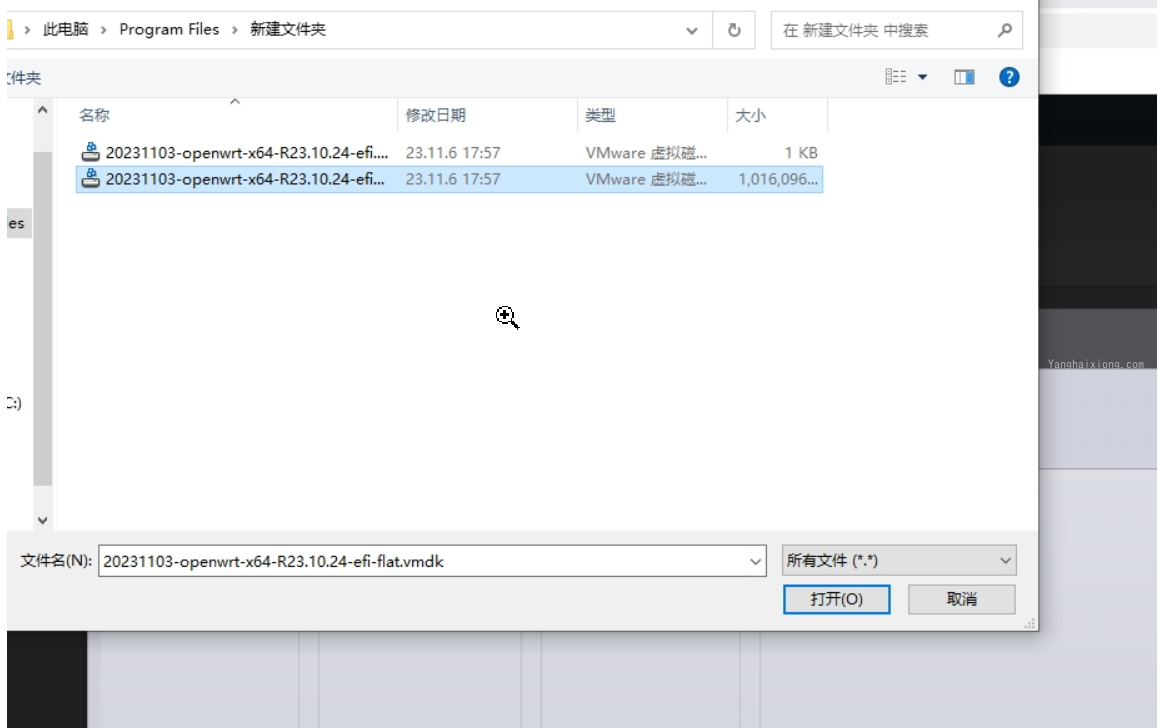 此电脑 › Program Files › 新建文件夹
在 新建文件夹 中搜索
文件夹
名称 修改日期 类型 大小
20231103-openwrt-x64-R23.10.24-efi.... 23.11.6 17:57 VMware 虚拟磁... 1 KB
20231103-openwrt-x64-R23.10.24-efi... 23.11.6 17:57 VMware 虚拟磁... 1,016,096...
es
Yanghaixiong.com
C:)
文件名(N): 20231103-openwrt-x64-R23.10.24-efi-flat.vmdk 所有文件 (*.*)
打开(O) 取消